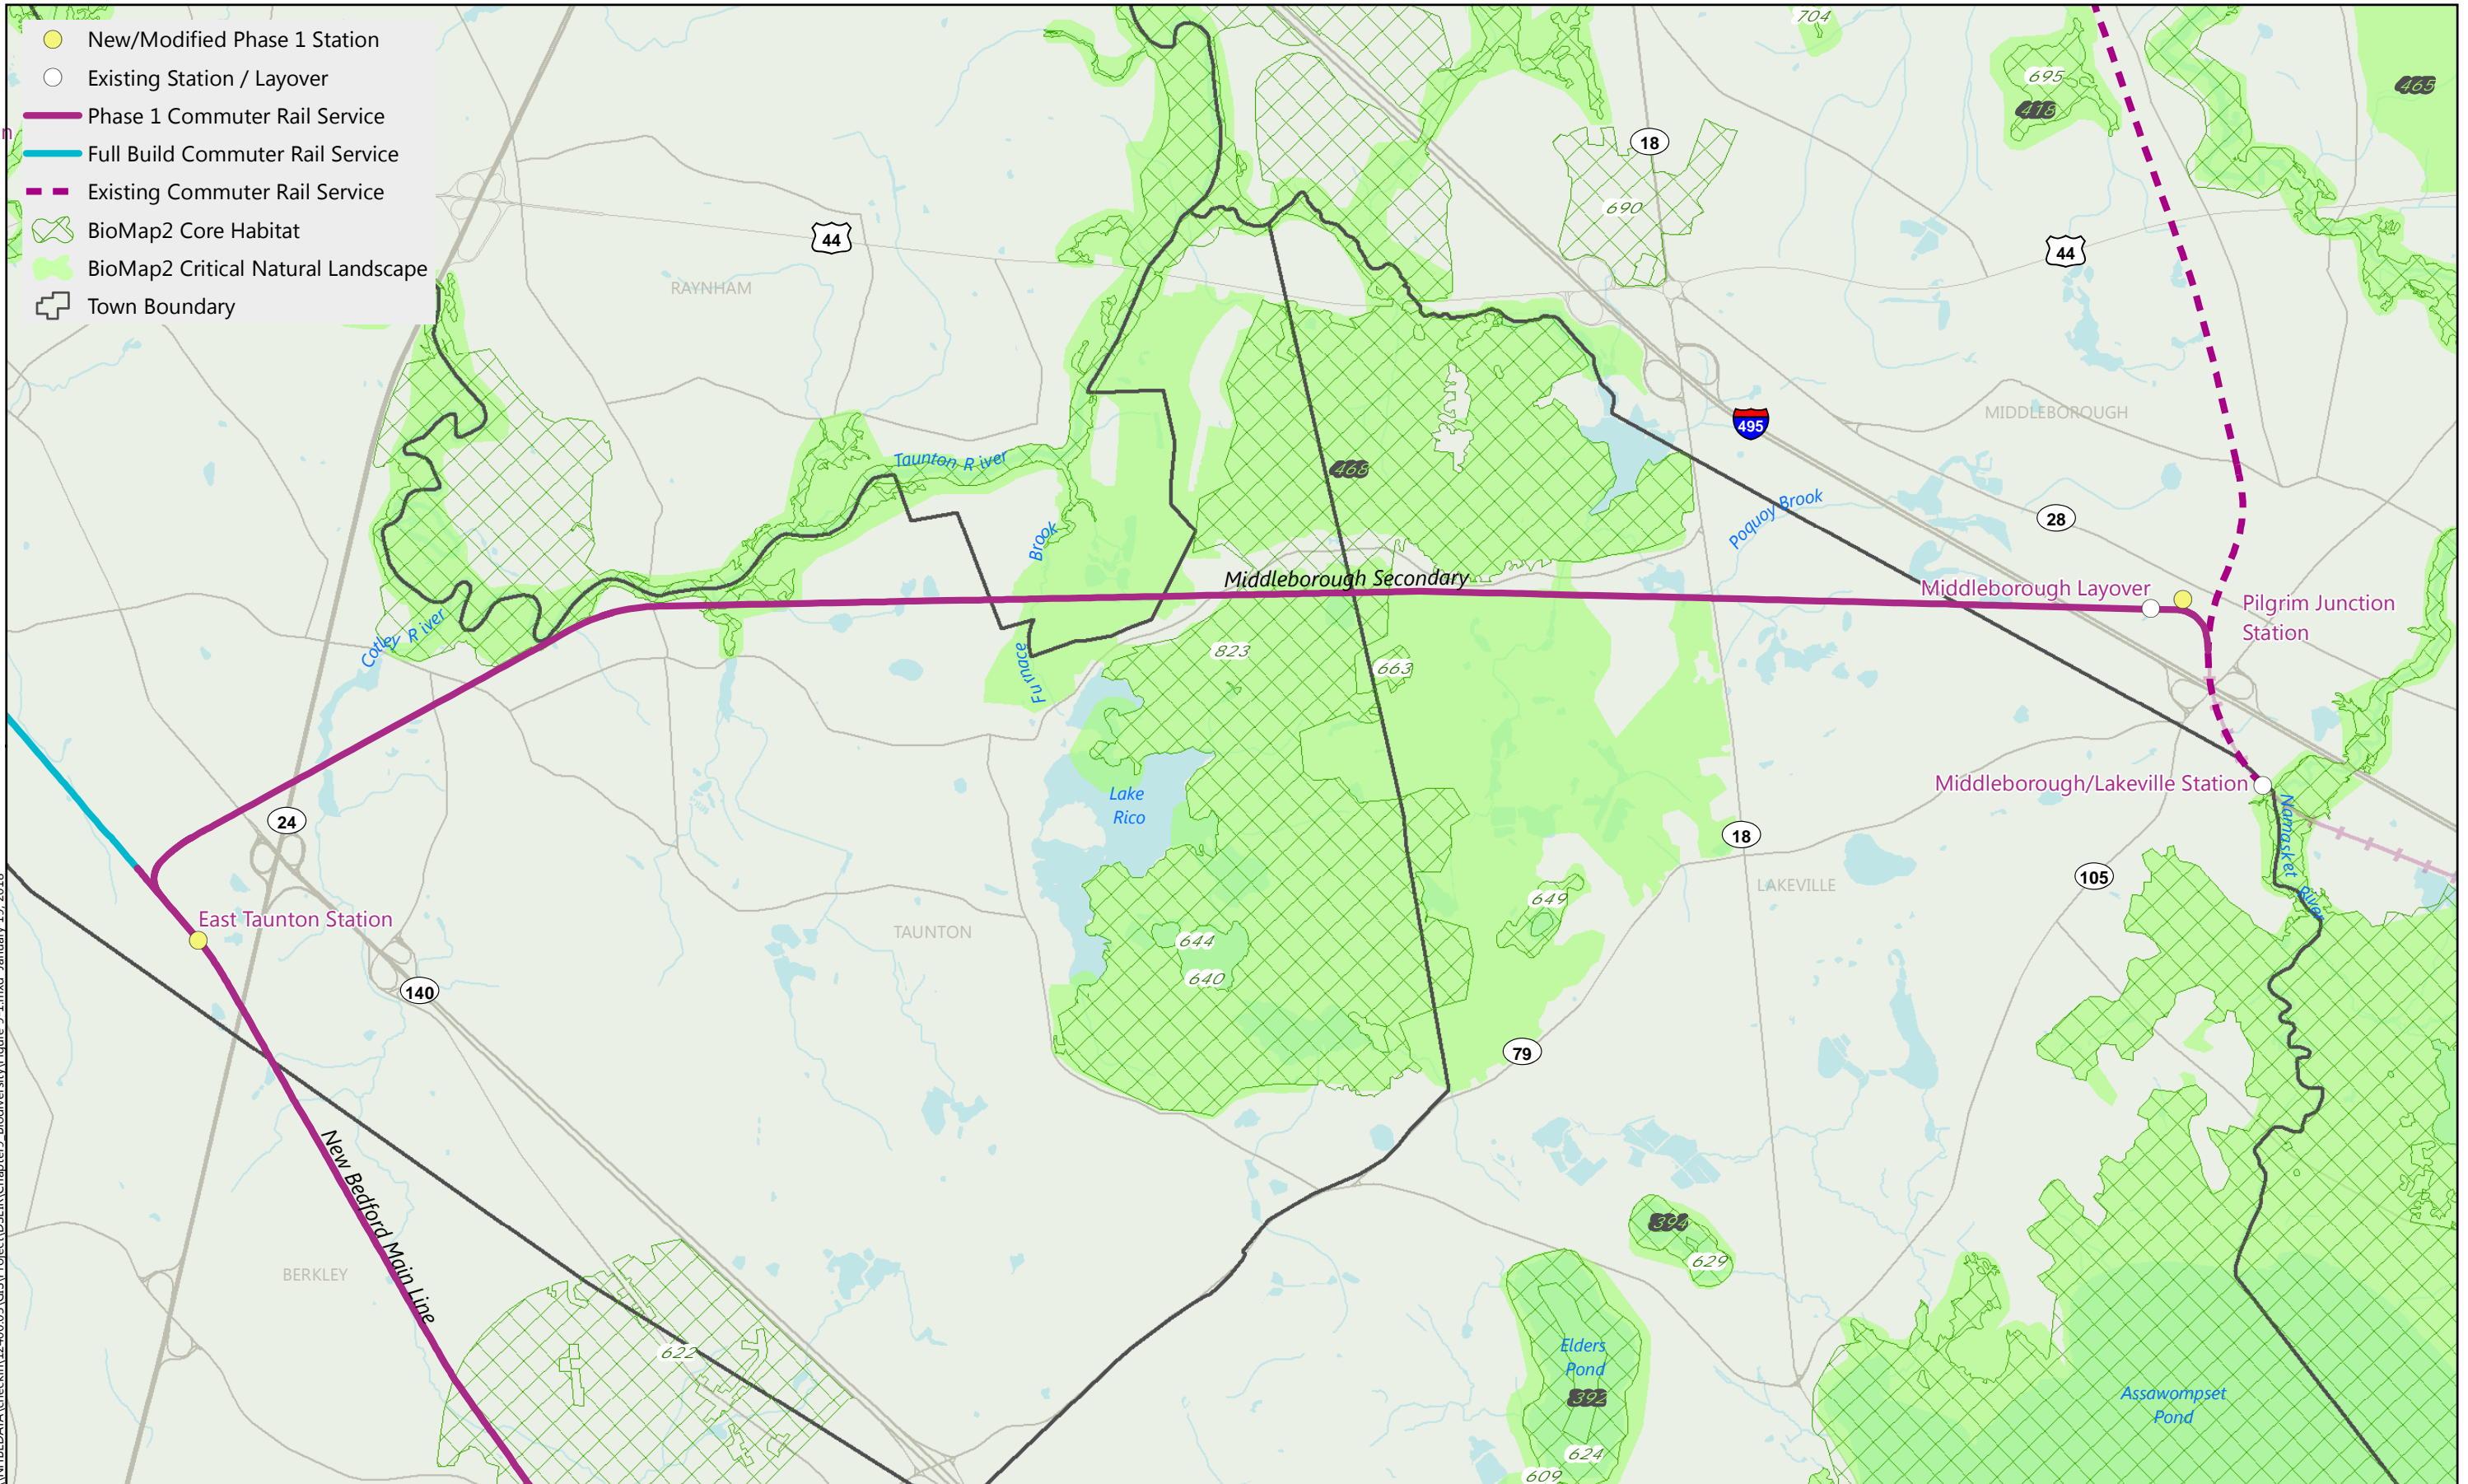 New/Modified Phase 1 Station
Existing Station / Layover
Phase 1 Commuter Rail Service
Full Build Commuter Rail Service
Existing Commuter Rail Service
BioMap2 Core Habitat
BioMap2 Critical Natural Landscape
Town Boundary
n
704
695
418
465
18
690
44
44
RAYNHAM
MIDDLEBOROUGH
495
Taunton River
468
Poquoy Brook
28
Brook
Middleborough Secondary
Middleborough Layover
Pilgrim Junction
Station
Cotley River
823
663
Furnace
Lake
Rico
Middleborough/Lakeville Station
Namasket
River
24
18
105
LAKEVILLE
649
East Taunton Station
TAUNTON
644
640
140
79
New Bedford Main Line
BERKLEY
394
629
622
Elders
Pond
392
624
609
Assawompset
Pond